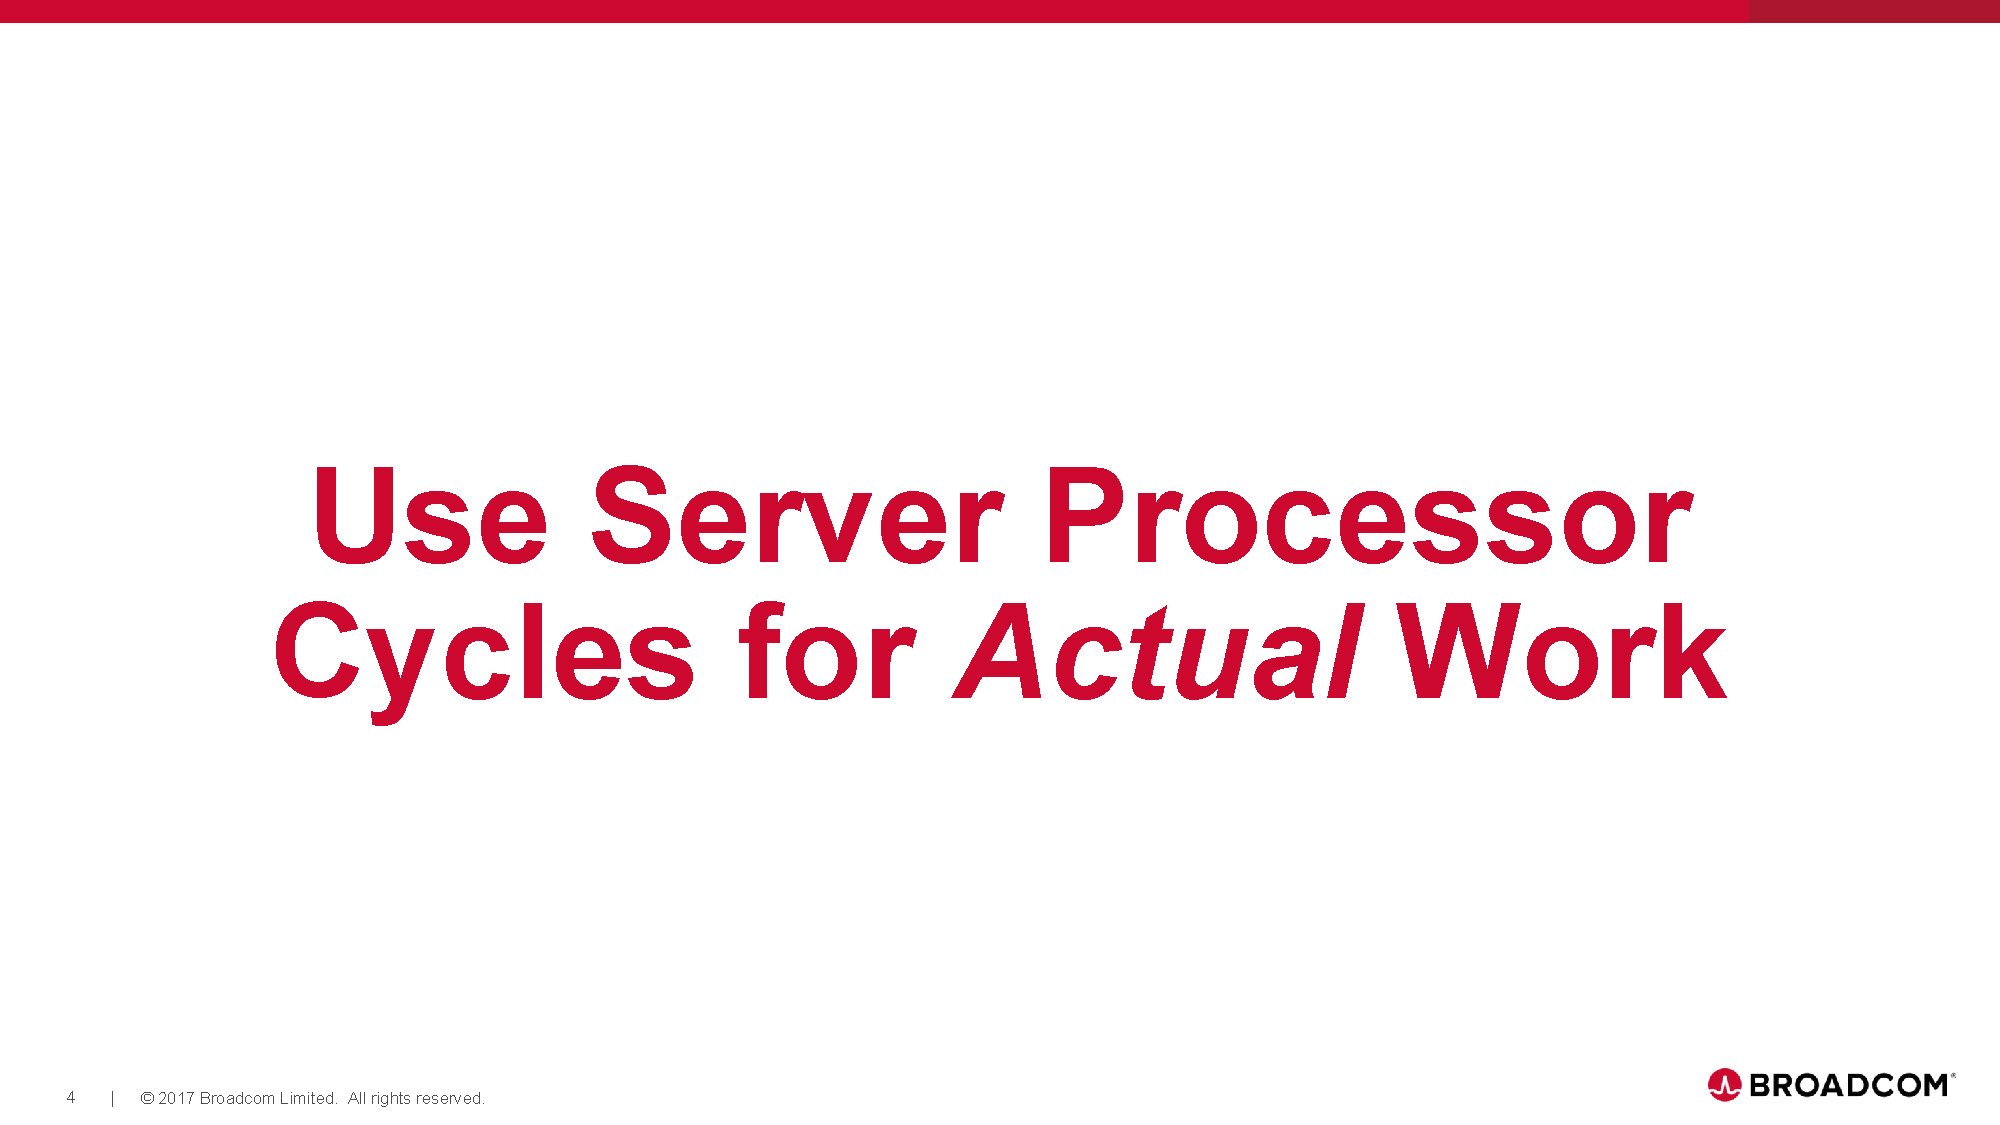 Use Server Processor
Cycles for Actual Work
4 | © 2017 Broadcom Limited. All rights reserved.
BROADCOM®